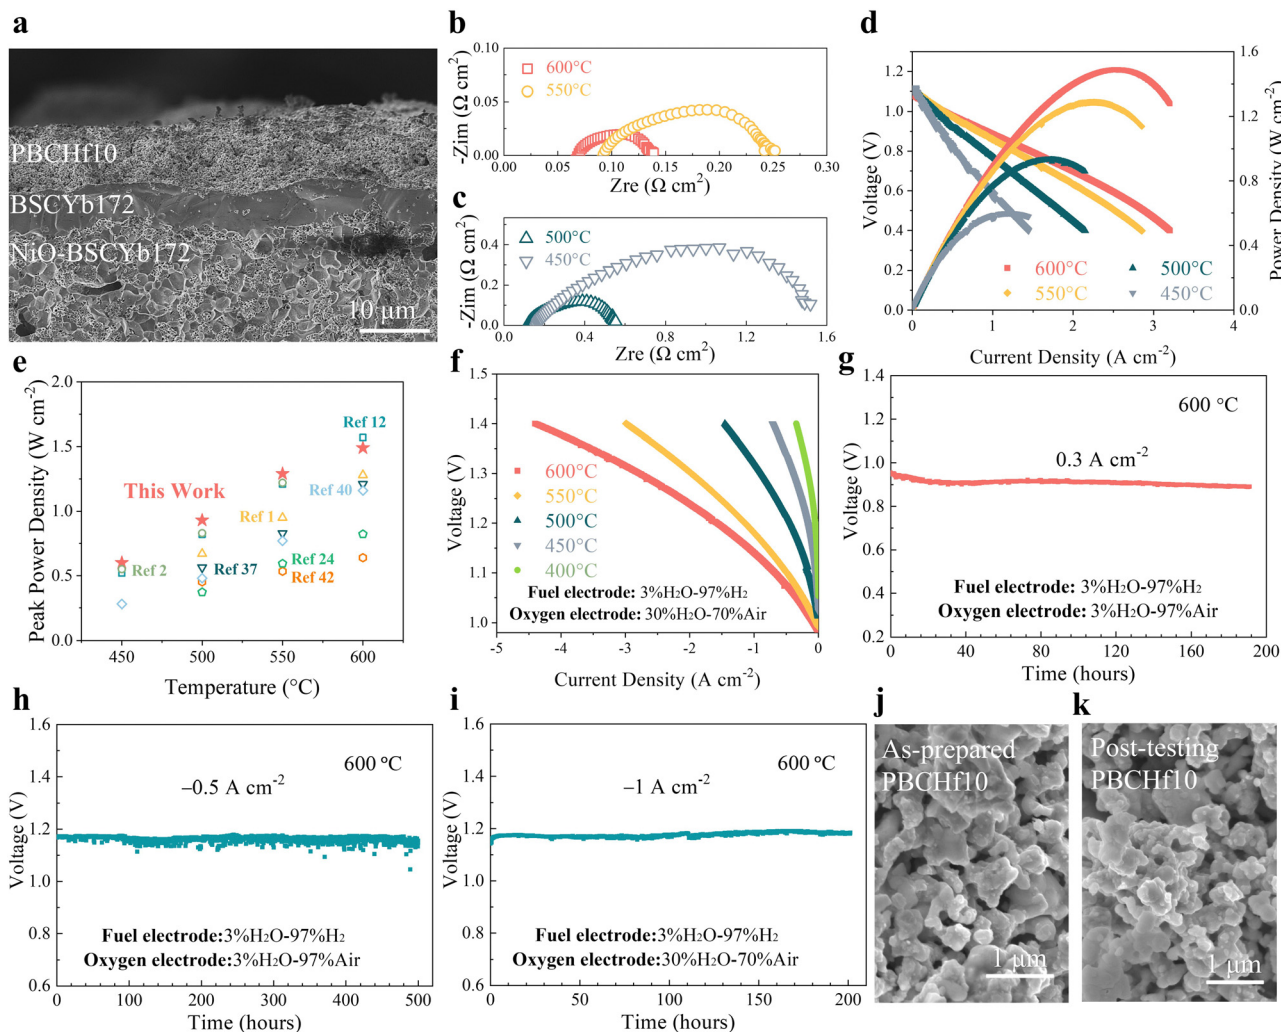 a
PBCHf10
BSCYb172
NiO-BSCYb172
10 μm
b
0.10
0.05
0.00
-Zim (Ω cm²)
600°C
550°C
0.00 0.05 0.10 0.15 0.20 0.25 0.30
Zre (Ω cm²)
c
0.4
0.2
0.0
-Zim (Ω cm²)
500°C
450°C
0.4 0.8 1.2 1.6
Zre (Ω cm²)
d
1.2
1.0
0.8
0.6
0.4
0.2
0.0
Voltage (V)
1.6
1.4
1.2
1.0
0.8
0.6
0.4
0.2
0.0
Power Density (W cm⁻²)
600°C 500°C
550°C 450°C
0 1 2 3 4
Current Density (A cm⁻²)
e
2.0
1.5
1.0
0.5
0.0
Peak Power Density (W cm⁻²)
Ref 12
This Work
Ref 40
Ref 1
Ref 2
Ref 37
Ref 24
Ref 42
450 500 550 600
Temperature (°C)
f
1.5
1.4
1.3
1.2
1.1
1.0
Voltage (V)
600°C
550°C
500°C
450°C
400°C
Fuel electrode: 3%H₂O-97%H₂
Oxygen electrode: 30%H₂O-70%Air
-5 -4 -3 -2 -1 0
Current Density (A cm⁻²)
g
1.4
1.2
1.0
0.8
0.6
0.4
0.2
Voltage (V)
600 °C
0.3 A cm⁻²
Fuel electrode: 3%H₂O-97%H₂
Oxygen electrode: 3%H₂O-97%Air
0 40 80 120 160 200
Time (hours)
h
1.6
1.4
1.2
1.0
0.8
0.6
Voltage (V)
600 °C
−0.5 A cm⁻²
Fuel electrode:3%H₂O-97%H₂
Oxygen electrode:3%H₂O-97%Air
0 100 200 300 400 500
Time (hours)
i
1.6
1.4
1.2
1.0
0.8
0.6
Voltage (V)
600 °C
−1 A cm⁻²
Fuel electrode:3%H₂O-97%H₂
Oxygen electrode:30%H₂O-70%Air
0 50 100 150 200
Time (hours)
j
As-prepared
PBCHf10
1 μm
k
Post-testing
PBCHf10
1 μm